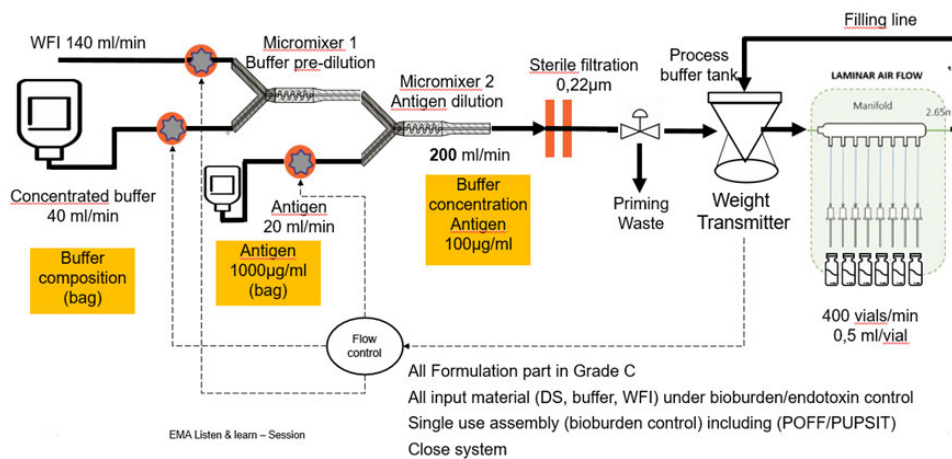 WFI 140 ml/min
Micromixer 1
Buffer pre-dilution
Micromixer 2
Antigen dilution
Sterile filtration
0,22µm
Process
buffer tank
Filling line
LAMINAR AIR FLOW
Manifold
2.65m
Concentrated buffer
40 ml/min
Antigen
20 ml/min
200 ml/min
Priming
Waste
Weight
Transmitter
Buffer
composition
(bag)
Antigen
1000µg/ml
(bag)
Buffer
concentration
Antigen
100µg/ml
400 vials/min
0,5 ml/vial
Flow
control
All Formulation part in Grade C
All input material (DS, buffer, WFI) under bioburden/endotoxin control
Single use assembly (bioburden control) including (POFF/PUPSIT)
Close system
EMA Listen & learn – Session